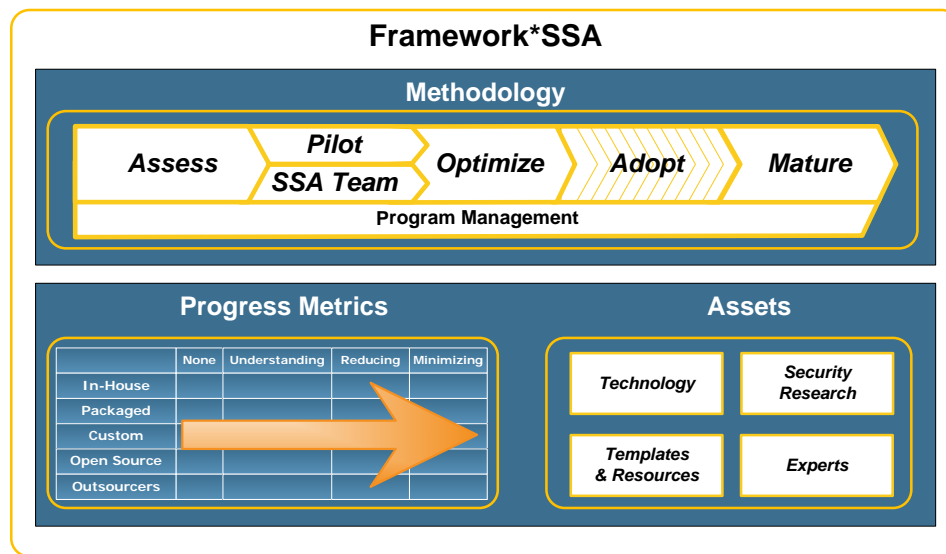 Framework*SSA
Methodology
Assess
Pilot
SSA Team
Optimize
Adopt
Mature
Program Management
Progress Metrics
None Understanding Reducing Minimizing
In-House
Packaged
Custom
Open Source
Outsourcers
Assets
Technology
Security
Research
Templates
& Resources
Experts